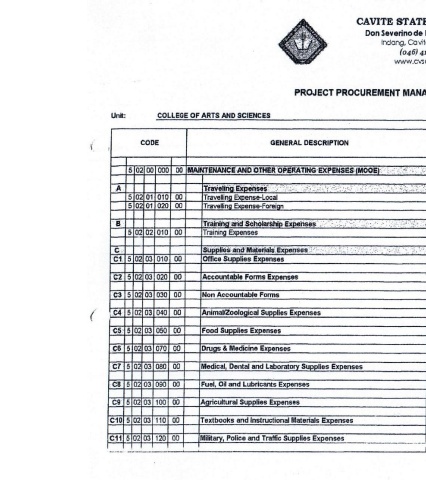 CAVITE STATE
Don Severino de
Indang, Cavit
(046) 41
www.cvs
PROJECT PROCUREMENT MANA
Unit: COLLEGE OF ARTS AND SCIENCES
CODE GENERAL DESCRIPTION
5 02 00 000 00 MAINTENANCE AND OTHER OPERATING EXPENSES (MOOE)
A Traveling Expenses
5 02 01 010 00 Travelling Expense-Local
5 02 01 020 00 Travelling Expense-Foreign
B Training and Scholarship Expenses
5 02 02 010 00 Training Expenses
C Supplies and Materials Expenses
C1 5 02 03 010 00 Office Supplies Expenses
C2 5 02 03 020 00 Accountable Forms Expenses
C3 5 02 03 030 00 Non Accountable Forms
C4 5 02 03 040 00 Animal/Zoological Supplies Expenses
C5 5 02 03 050 00 Food Supplies Expenses
C6 5 02 03 070 00 Drugs & Medicine Expenses
C7 5 02 03 080 00 Medical, Dental and Laboratory Supplies Expenses
C8 5 02 03 090 00 Fuel, Oil and Lubricants Expenses
C9 5 02 03 100 00 Agricultural Supplies Expenses
C10 5 02 03 110 00 Textbooks and Instructional Materials Expenses
C11 5 02 03 120 00 Military, Police and Traffic Supplies Expenses